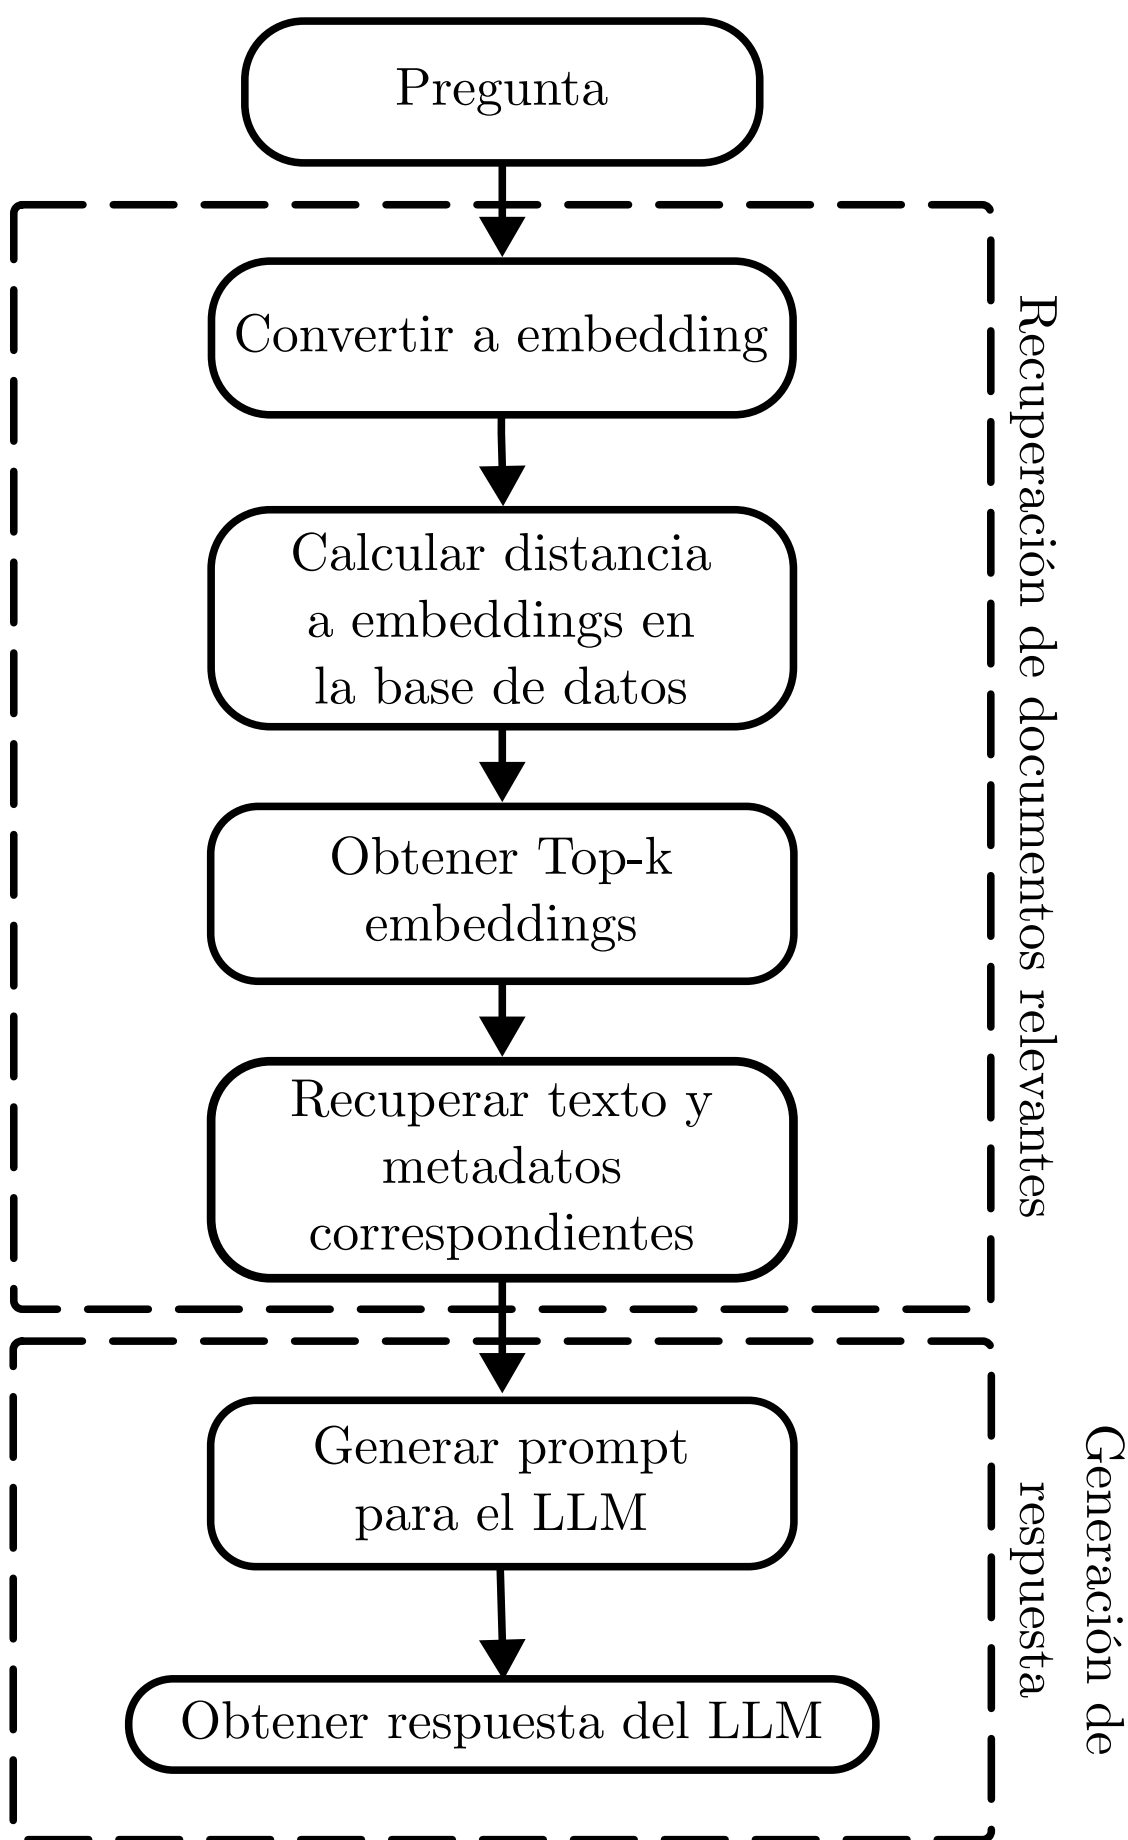 Pregunta
Convertir a embedding
Calcular distancia
a embeddings en
la base de datos
Obtener Top-k
embeddings
Recuperar texto y
metadatos
correspondientes
Recuperación de documentos relevantes
Generar prompt
para el LLM
Obtener respuesta del LLM
Generación de
respuesta